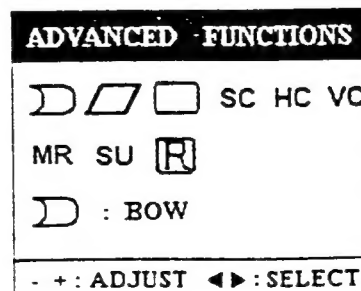 ADVANCED FUNCTIONS
SC HC VC
MR SU R
: BOW
- + : ADJUST ◀ ▶ : SELECT